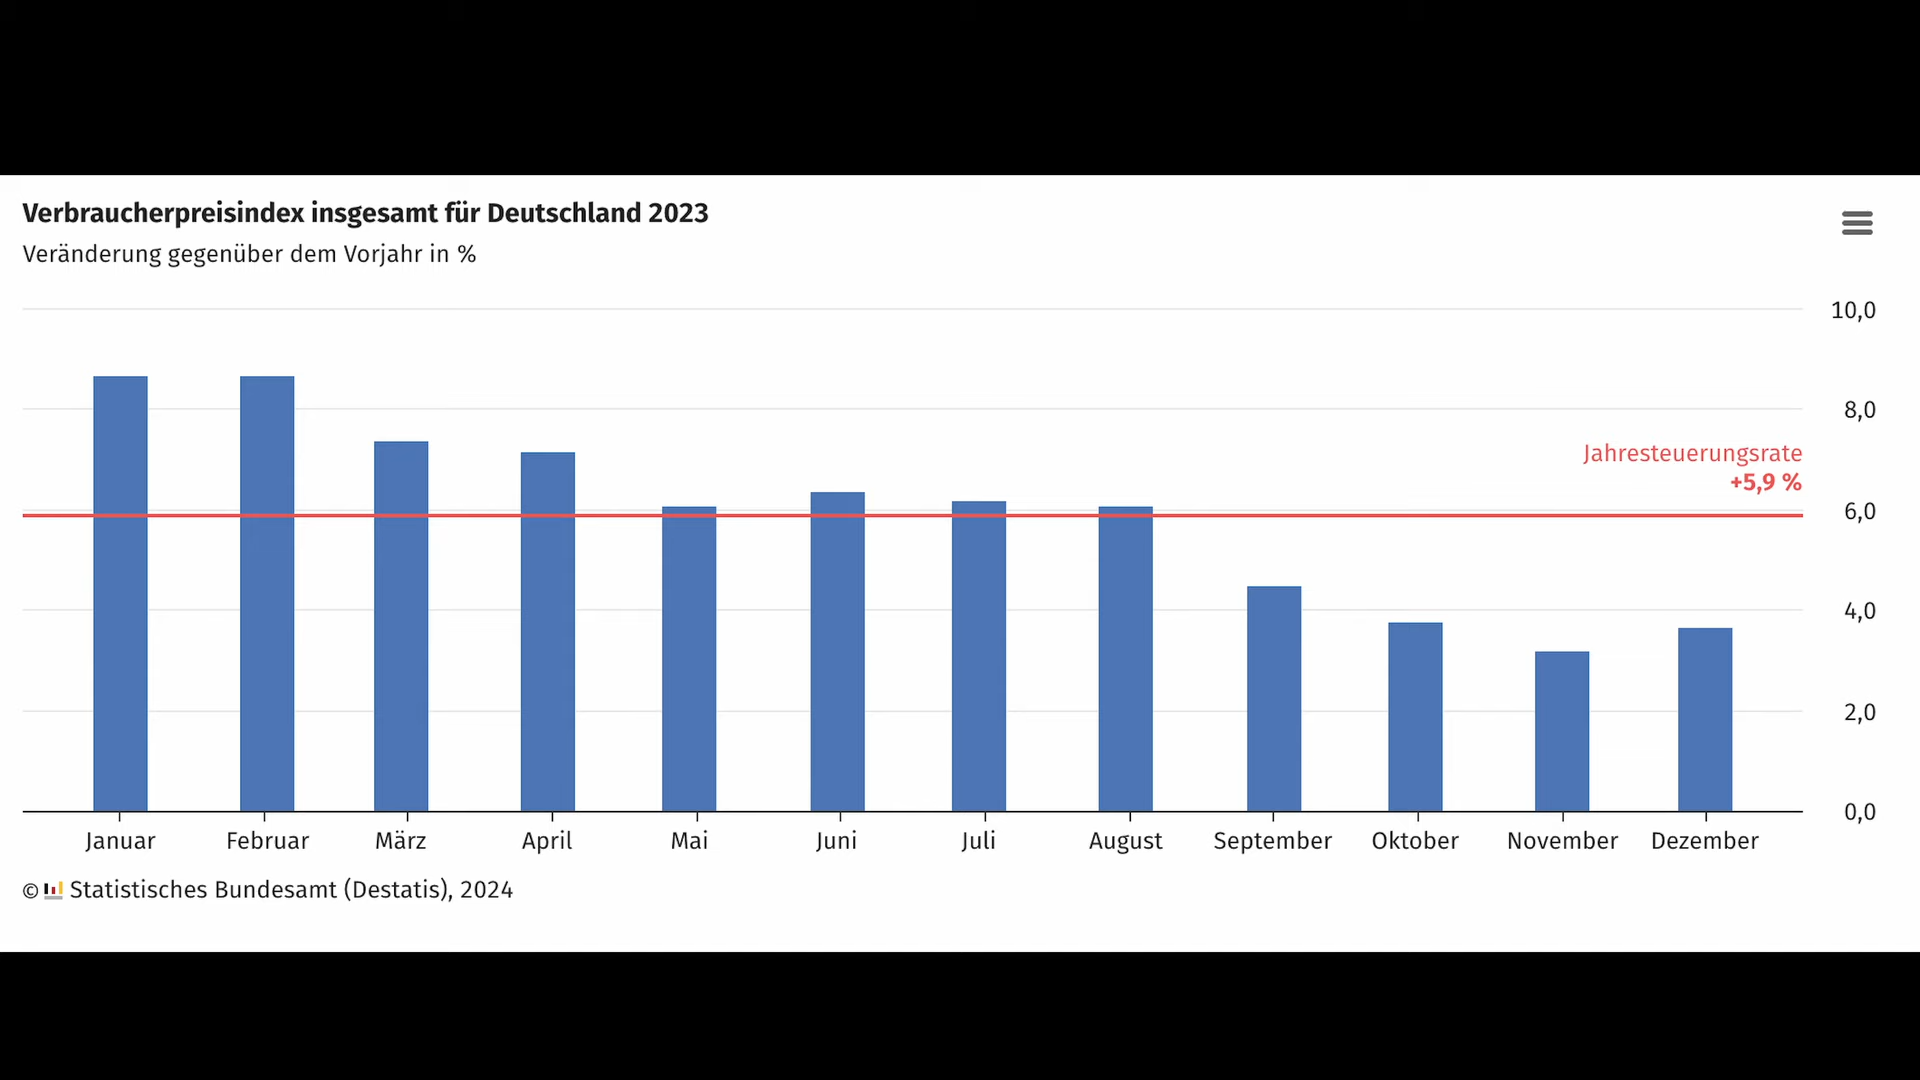 Verbraucherpreisindex insgesamt für Deutschland 2023
Veränderung gegenüber dem Vorjahr in %
10,0
8,0
Jahresteuerungsrate
+5,9 %
6,0
4,0
2,0
0,0
Januar Februar März April Mai Juni Juli August September Oktober November Dezember
© Statistisches Bundesamt (Destatis), 2024